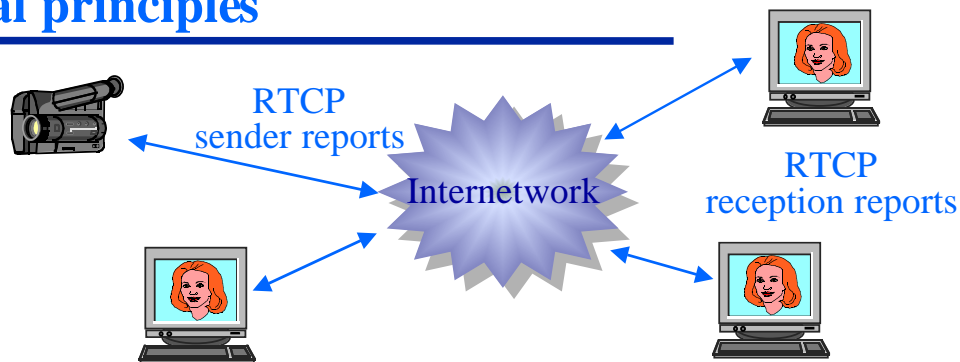 al principles
RTCP
sender reports
Internetwork
RTCP
reception reports